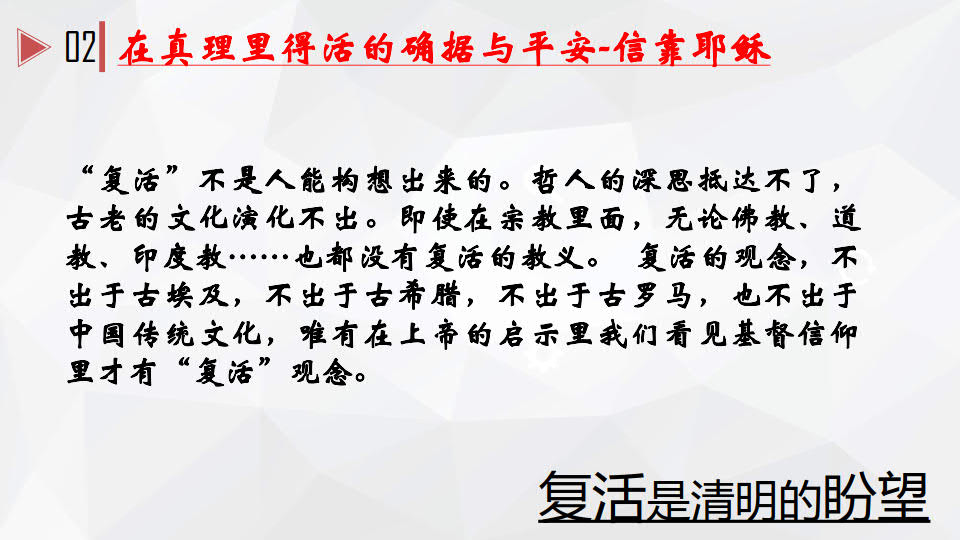 02 在真理里得活的确据与平安-信靠耶稣
“复活”不是人能构想出来的。哲人的深思抵达不了，
古老的文化演化不出。即使在宗教里面，无论佛教、道
教、印度教……也都没有复活的教义。 复活的观念，不
出于古埃及，不出于古希腊，不出于古罗马，也不出于
中国传统文化，唯有在上帝的启示里我们看见基督信仰
里才有“复活”观念。
复活是清明的盼望